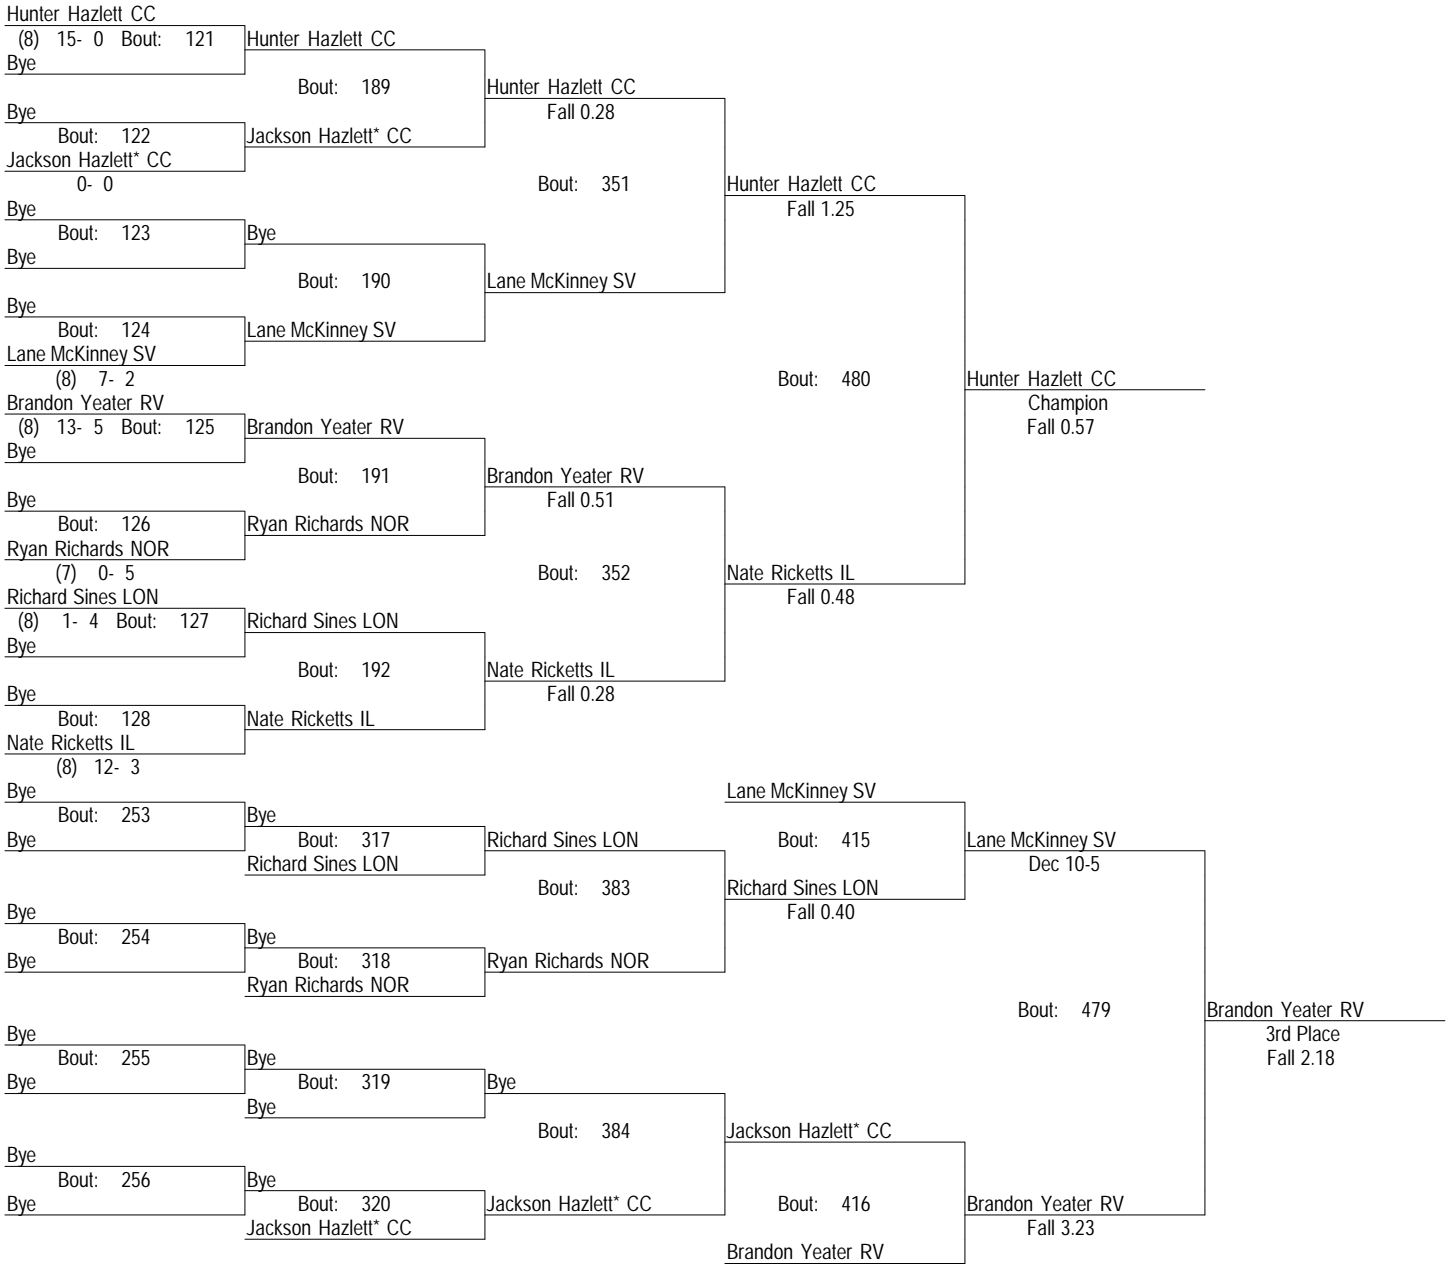 Hunter Hazlett CC
(8) 15- 0 Bout: 121
Hunter Hazlett CC
Bye
Bout: 189
Hunter Hazlett CC
Bye
Fall 0.28
Bout: 122
Jackson Hazlett* CC
Jackson Hazlett* CC
0- 0
Bout: 351
Hunter Hazlett CC
Bye
Fall 1.25
Bout: 123
Bye
Bye
Bout: 190
Lane McKinney SV
Bye
Bout: 124
Lane McKinney SV
Lane McKinney SV
(8) 7- 2
Bout: 480
Hunter Hazlett CC
Brandon Yeater RV
Champion
(8) 13- 5 Bout: 125
Brandon Yeater RV
Fall 0.57
Bye
Bout: 191
Brandon Yeater RV
Bye
Fall 0.51
Bout: 126
Ryan Richards NOR
Ryan Richards NOR
(7) 0- 5
Bout: 352
Nate Ricketts IL
Richard Sines LON
Fall 0.48
(8) 1- 4 Bout: 127
Richard Sines LON
Bye
Bout: 192
Nate Ricketts IL
Bye
Fall 0.28
Bout: 128
Nate Ricketts IL
Nate Ricketts IL
(8) 12- 3
Bye
Lane McKinney SV
Bout: 253
Bye
Bye
Bout: 317
Richard Sines LON
Bout: 415
Lane McKinney SV
Richard Sines LON
Dec 10-5
Bout: 383
Richard Sines LON
Bye
Fall 0.40
Bout: 254
Bye
Bye
Bout: 318
Ryan Richards NOR
Ryan Richards NOR
Bout: 479
Brandon Yeater RV
Bye
3rd Place
Bout: 255
Bye
Fall 2.18
Bye
Bout: 319
Bye
Bye
Bout: 384
Jackson Hazlett* CC
Bye
Bout: 256
Bye
Bye
Bout: 320
Jackson Hazlett* CC
Bout: 416
Brandon Yeater RV
Jackson Hazlett* CC
Fall 3.23
Brandon Yeater RV